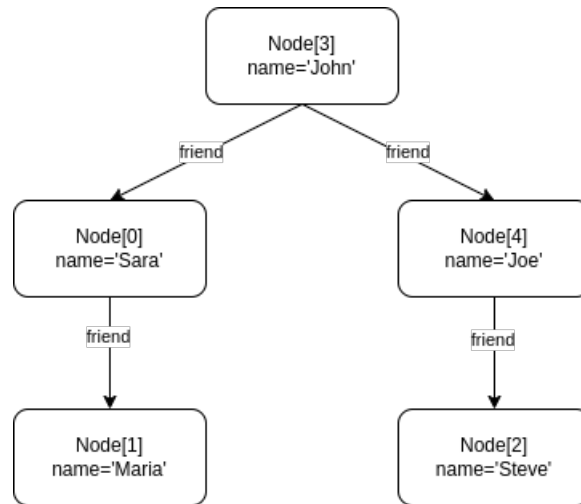 Node[3]
name='John'
friend
friend
Node[0]
name='Sara'
Node[4]
name='Joe'
friend
friend
Node[1]
name='Maria'
Node[2]
name='Steve'